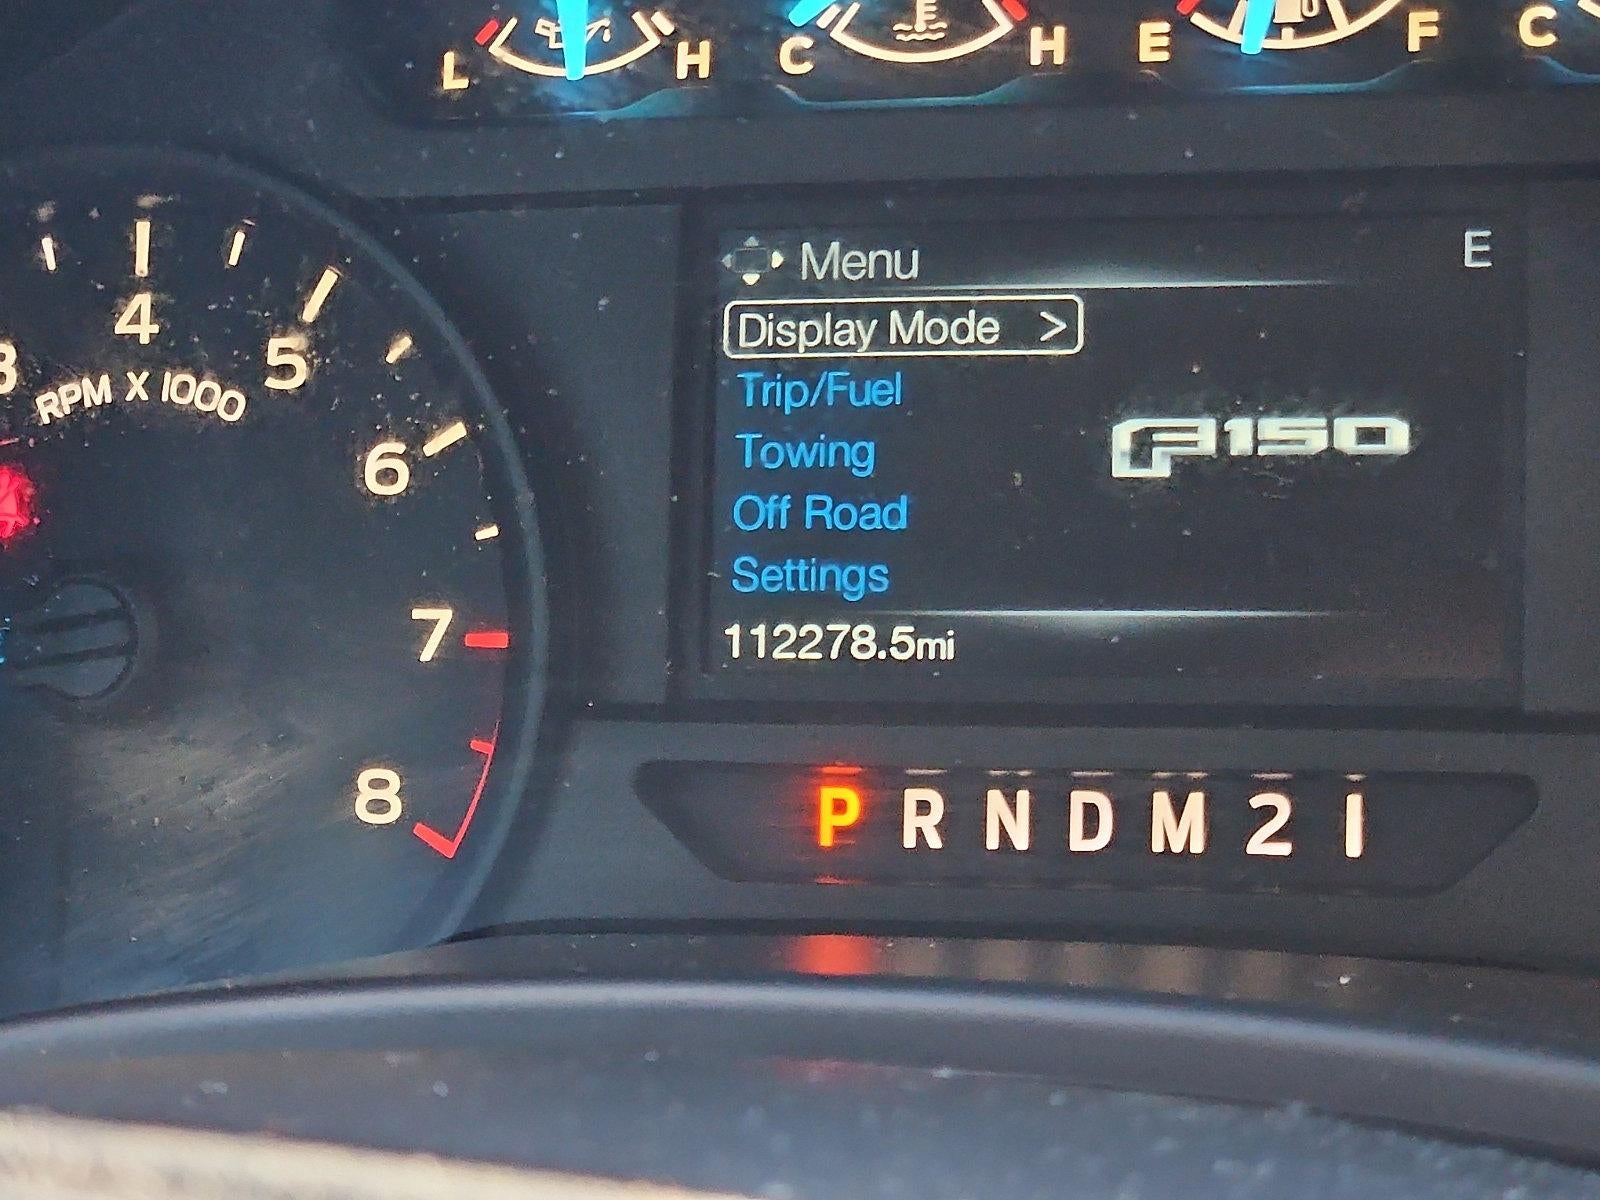 L H C H E F C
Menu E
Display Mode >
Trip/Fuel
Towing
Off Road
Settings
F150
112278.5mi
3 4 5 6 7 8
RPM X 1000
P R N D M 2 1